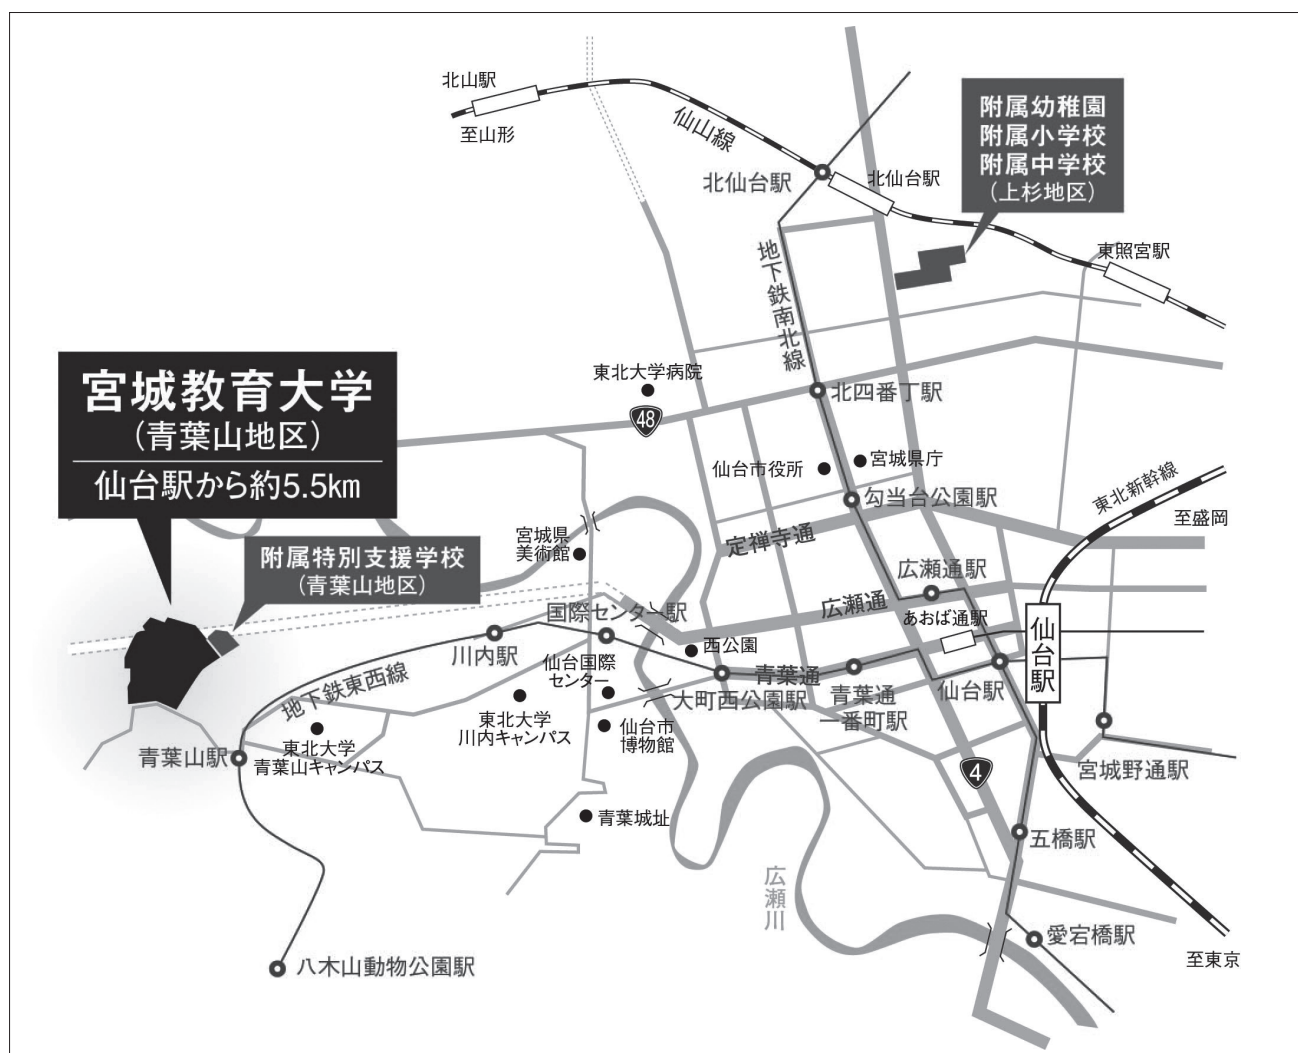 北山駅
至山形
仙山線
附属幼稚園
附属小学校
附属中学校
(上杉地区)
北仙台駅
北仙台駅
東照宮駅
地下鉄南北線
宮城教育大学
(青葉山地区)
仙台駅から約5.5km
東北大学病院
48
北四番丁駅
仙台市役所
宮城県庁
勾当台公園駅
東北新幹線
至盛岡
宮城県
美術館
定禅寺通
附属特別支援学校
(青葉山地区)
広瀬通駅
広瀬通
あおば通駅
国際センター駅
西公園
川内駅
仙台国際
センター
青葉通
大町西公園駅
青葉通
一番町駅
仙台駅
仙台駅
地下鉄東西線
東北大学
川内キャンパス
仙台市
博物館
東北大学
青葉山キャンパス
青葉山駅
4
宮城野通駅
青葉城址
五橋駅
広瀬川
愛宕橋駅
至東京
八木山動物公園駅